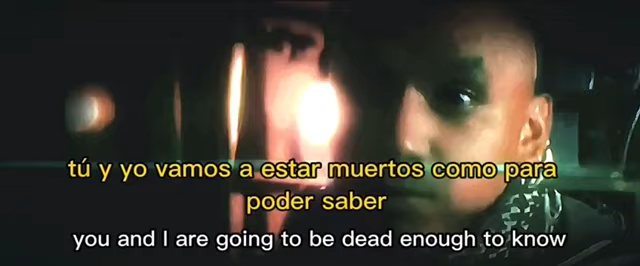 tú y yo vamos a estar muertos como para
poder saber
you and I are going to be dead enough to know